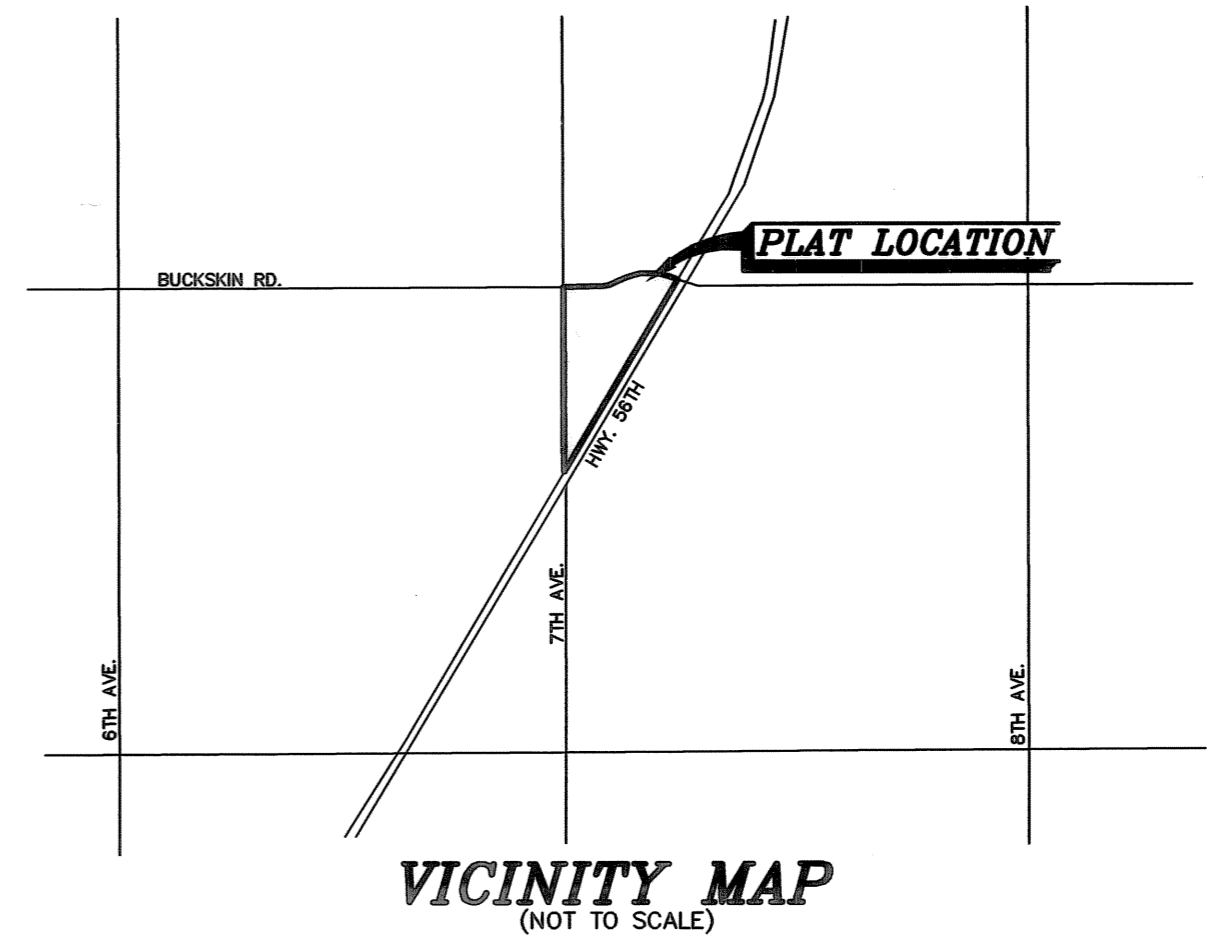 PLAT LOCATION
BUCKSKIN RD.
HWY. 56TH
7TH AVE.
6TH AVE.
8TH AVE.
VICINITY MAP
(NOT TO SCALE)